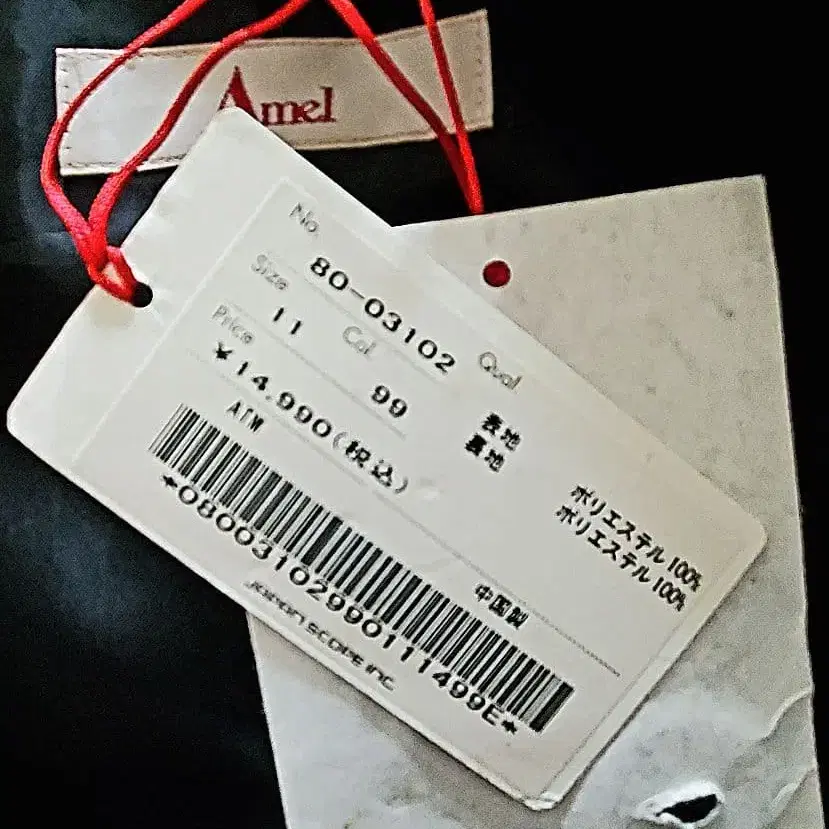 Amel
No.
80-03102
Size
11
Col.
99
Qual
Price
¥14,990(税込)
表地
裏地
ポリエステル100%
ポリエステル100%
ATW
中国製
*08003102990111499E*
JAPAN SCOPE INC.